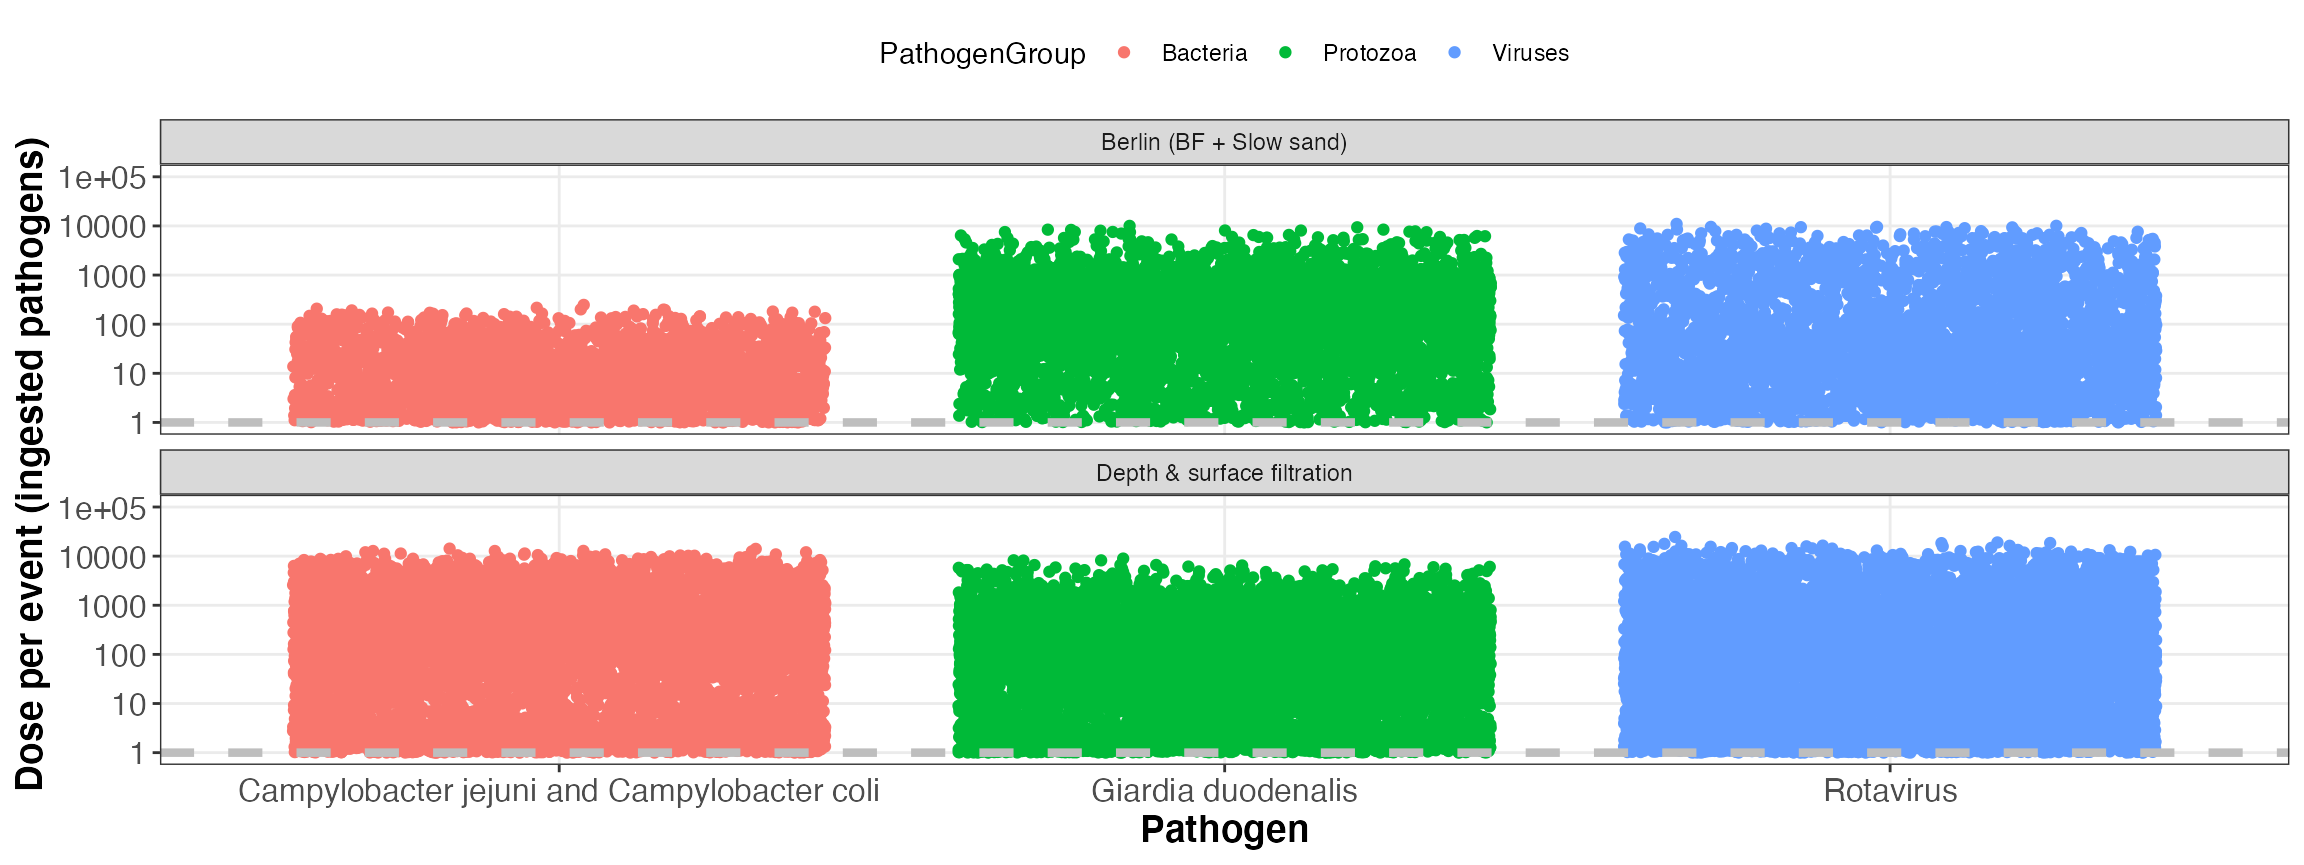 PathogenGroup Bacteria Protozoa Viruses
Berlin (BF + Slow sand)
1e+05
10000
1000
100
10
1
Depth & surface filtration
1e+05
10000
1000
100
10
1
Dose per event (ingested pathogens)
Campylobacter jejuni and Campylobacter coli Giardia duodenalis Rotavirus
Pathogen